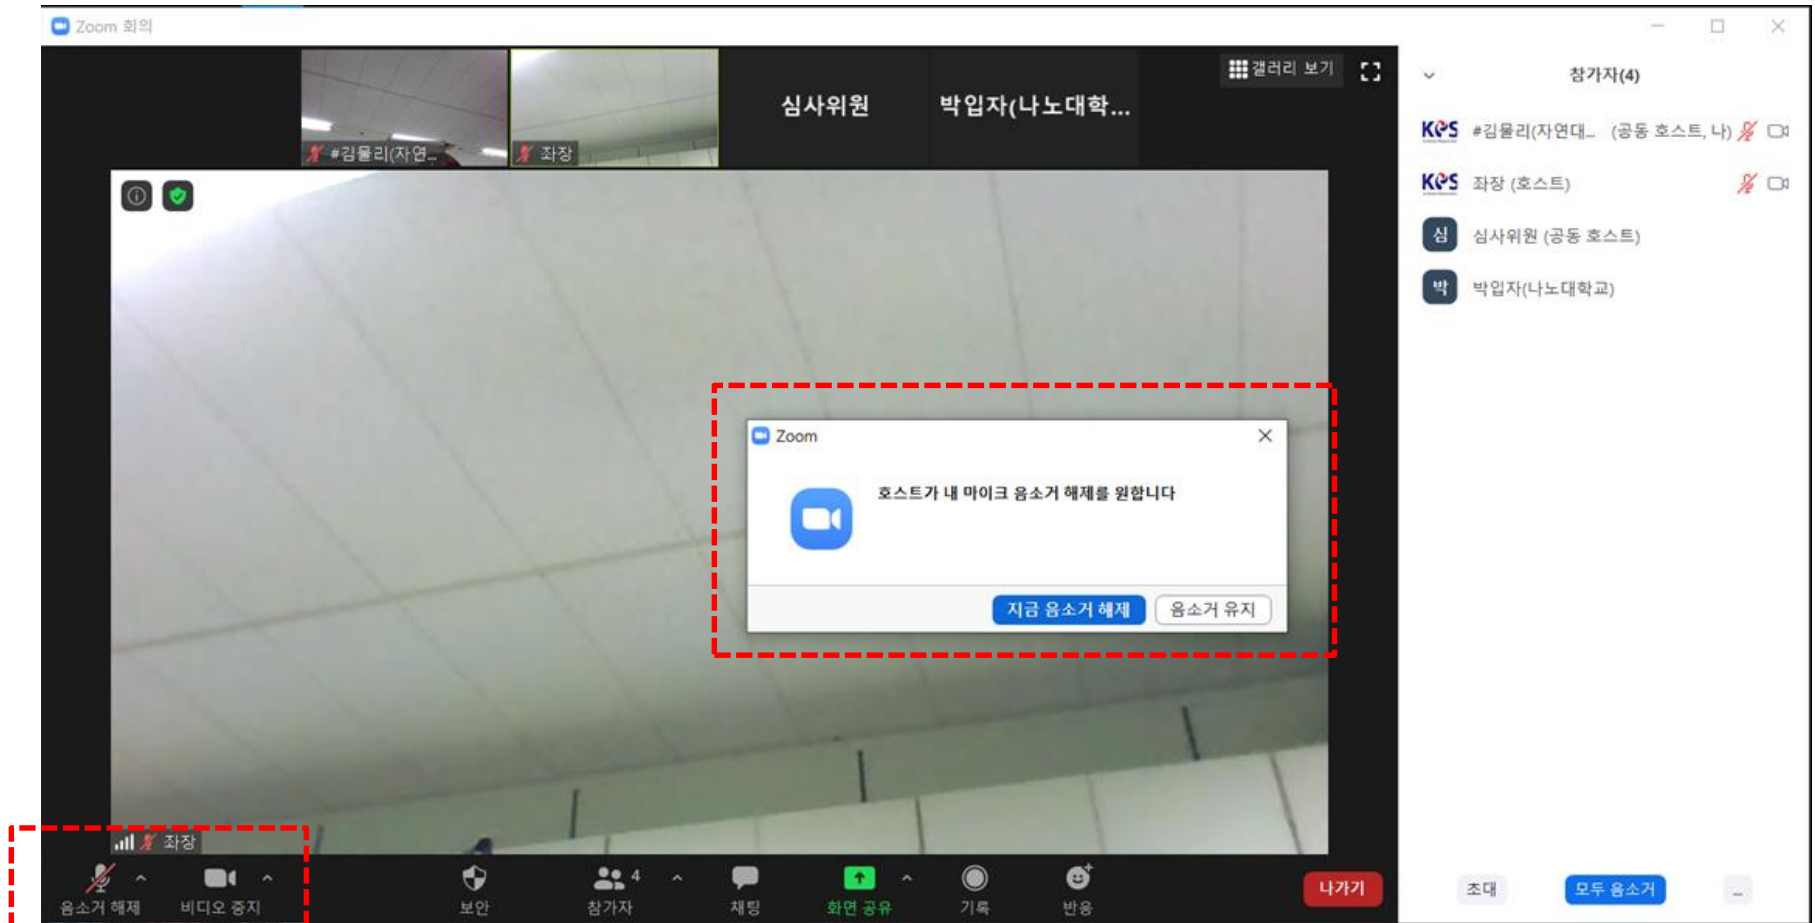 Zoom 회의
갤러리 보기
#김물리(자연...
좌장
심사위원
박입자(나노대학...
참가자(4)
KPS #김물리(자연대... (공동 호스트, 나)
KPS 좌장 (호스트)
심 심사위원 (공동 호스트)
박 박입자(나노대학교)
Zoom
호스트가 내 마이크 음소거 해제를 원합니다
지금 음소거 해제
음소거 유지
좌장
음소거 해제
비디오 중지
보안
4
참가자
채팅
화면 공유
기록
반응
나가기
초대
모두 음소거
...